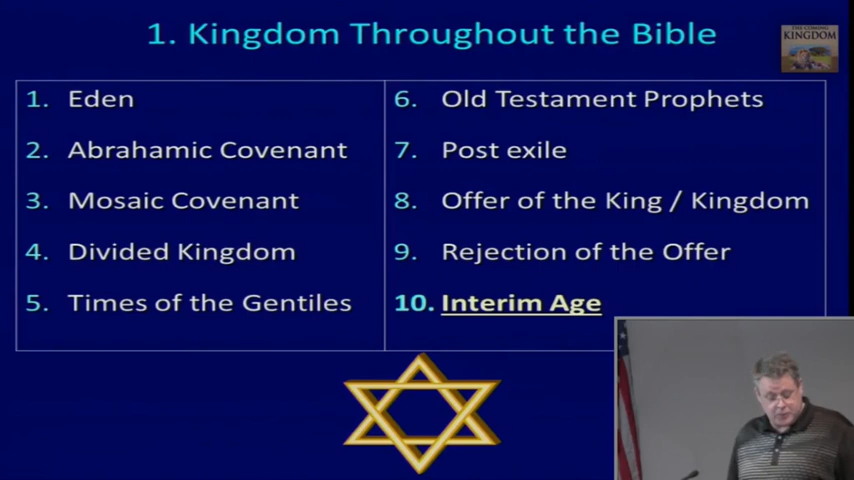 1. Kingdom Throughout the Bible
THE COMING
KINGDOM
1. Eden
2. Abrahamic Covenant
3. Mosaic Covenant
4. Divided Kingdom
5. Times of the Gentiles
6. Old Testament Prophets
7. Post exile
8. Offer of the King / Kingdom
9. Rejection of the Offer
10. Interim Age